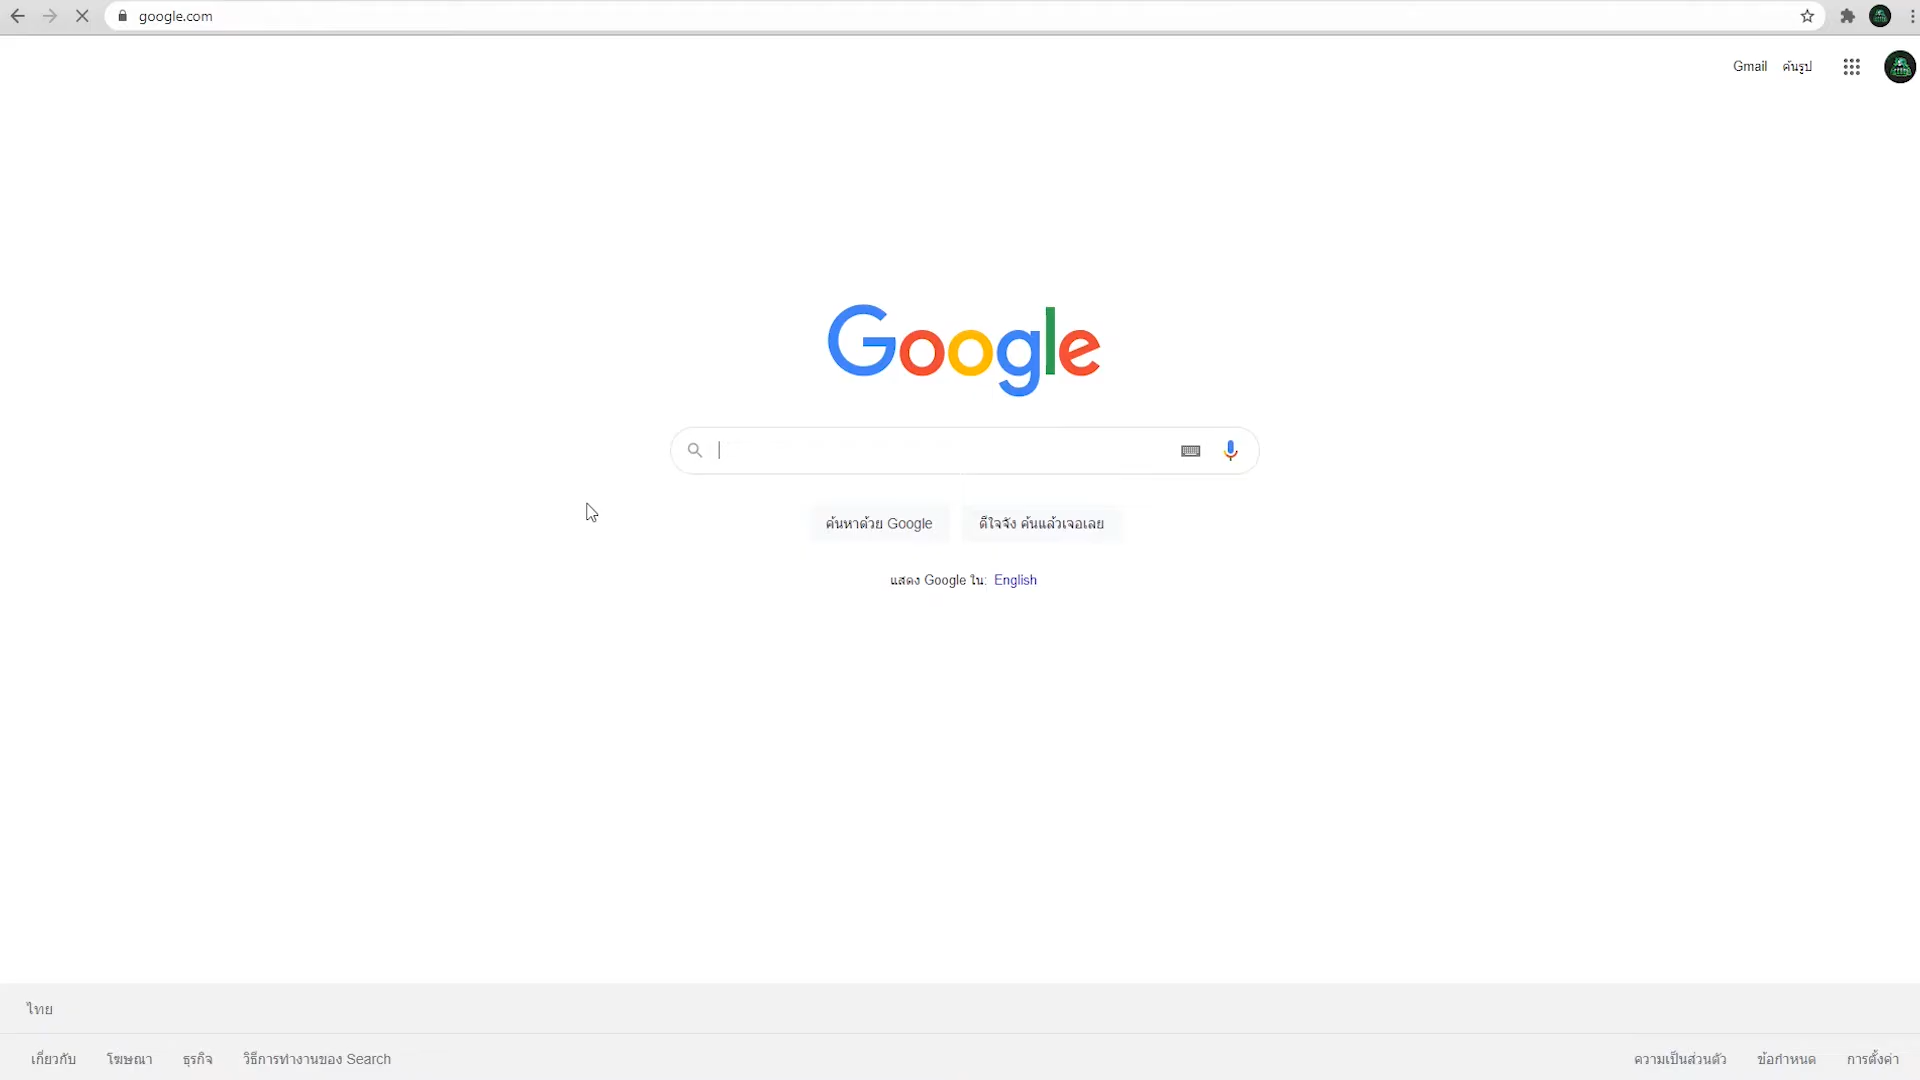 google.com
Gmail ค้นรูป
Google
ค้นหาด้วย Google ดีใจจัง ค้นแล้วเจอเลย
แสดง Google ใน: English
ไทย
เกี่ยวกับ โฆษณา ธุรกิจ วิธีการทำงานของ Search ความเป็นส่วนตัว ข้อกำหนด การตั้งค่า